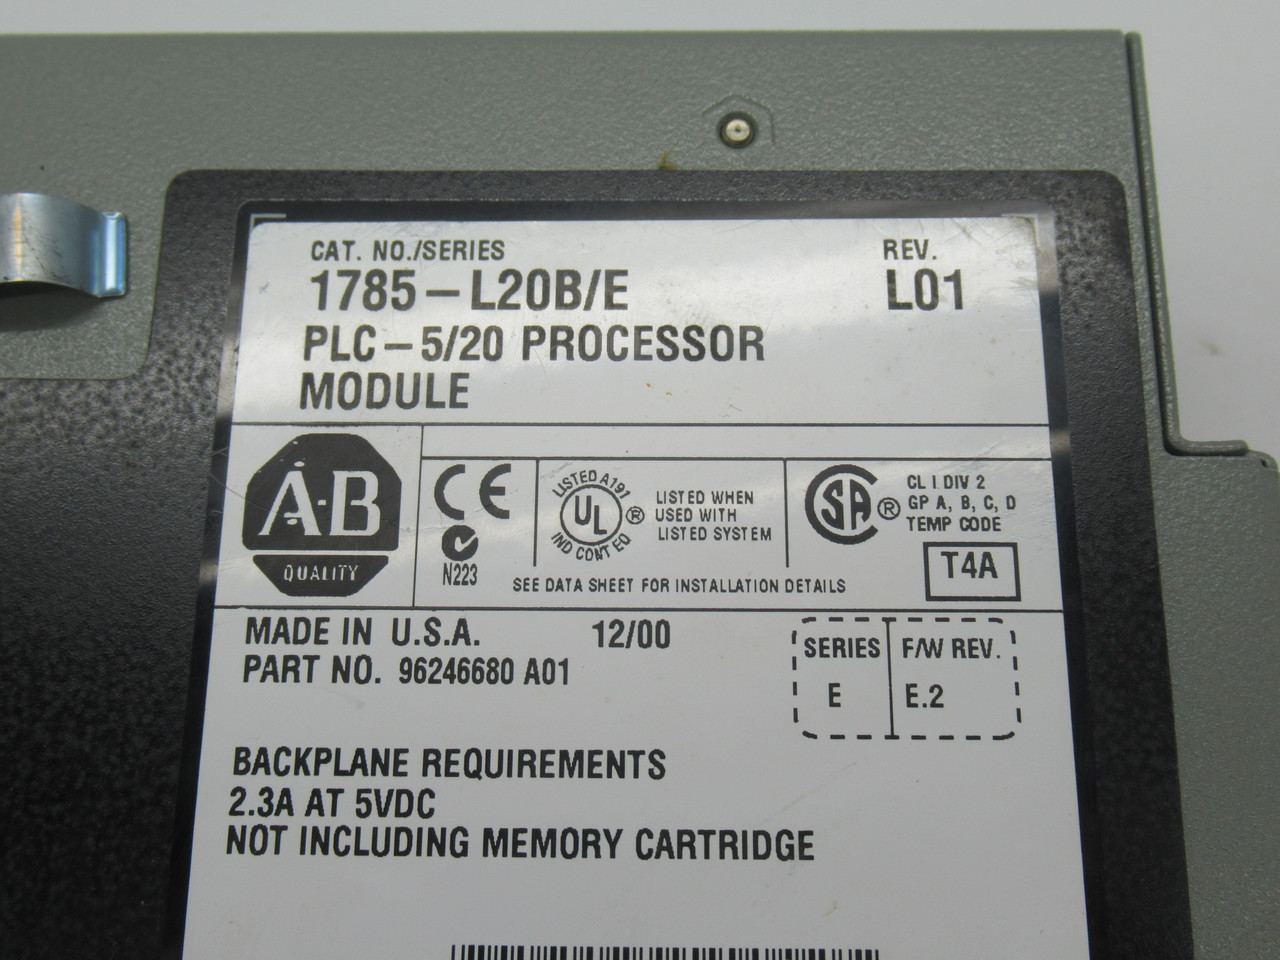 CAT. NO./SERIES REV.
1785-L20B/E L01
PLC-5/20 PROCESSOR
MODULE
A-B
QUALITY
CE
N223
LISTED A191
UL ®
IND CONT EQ
LISTED WHEN
USED WITH
LISTED SYSTEM
SA ®
CL I DIV 2
GP A, B, C, D
TEMP CODE
T4A
SEE DATA SHEET FOR INSTALLATION DETAILS
MADE IN U.S.A. 12/00
PART NO. 96246680 A01
SERIES F/W REV.
E E.2
BACKPLANE REQUIREMENTS
2.3A AT 5VDC
NOT INCLUDING MEMORY CARTRIDGE